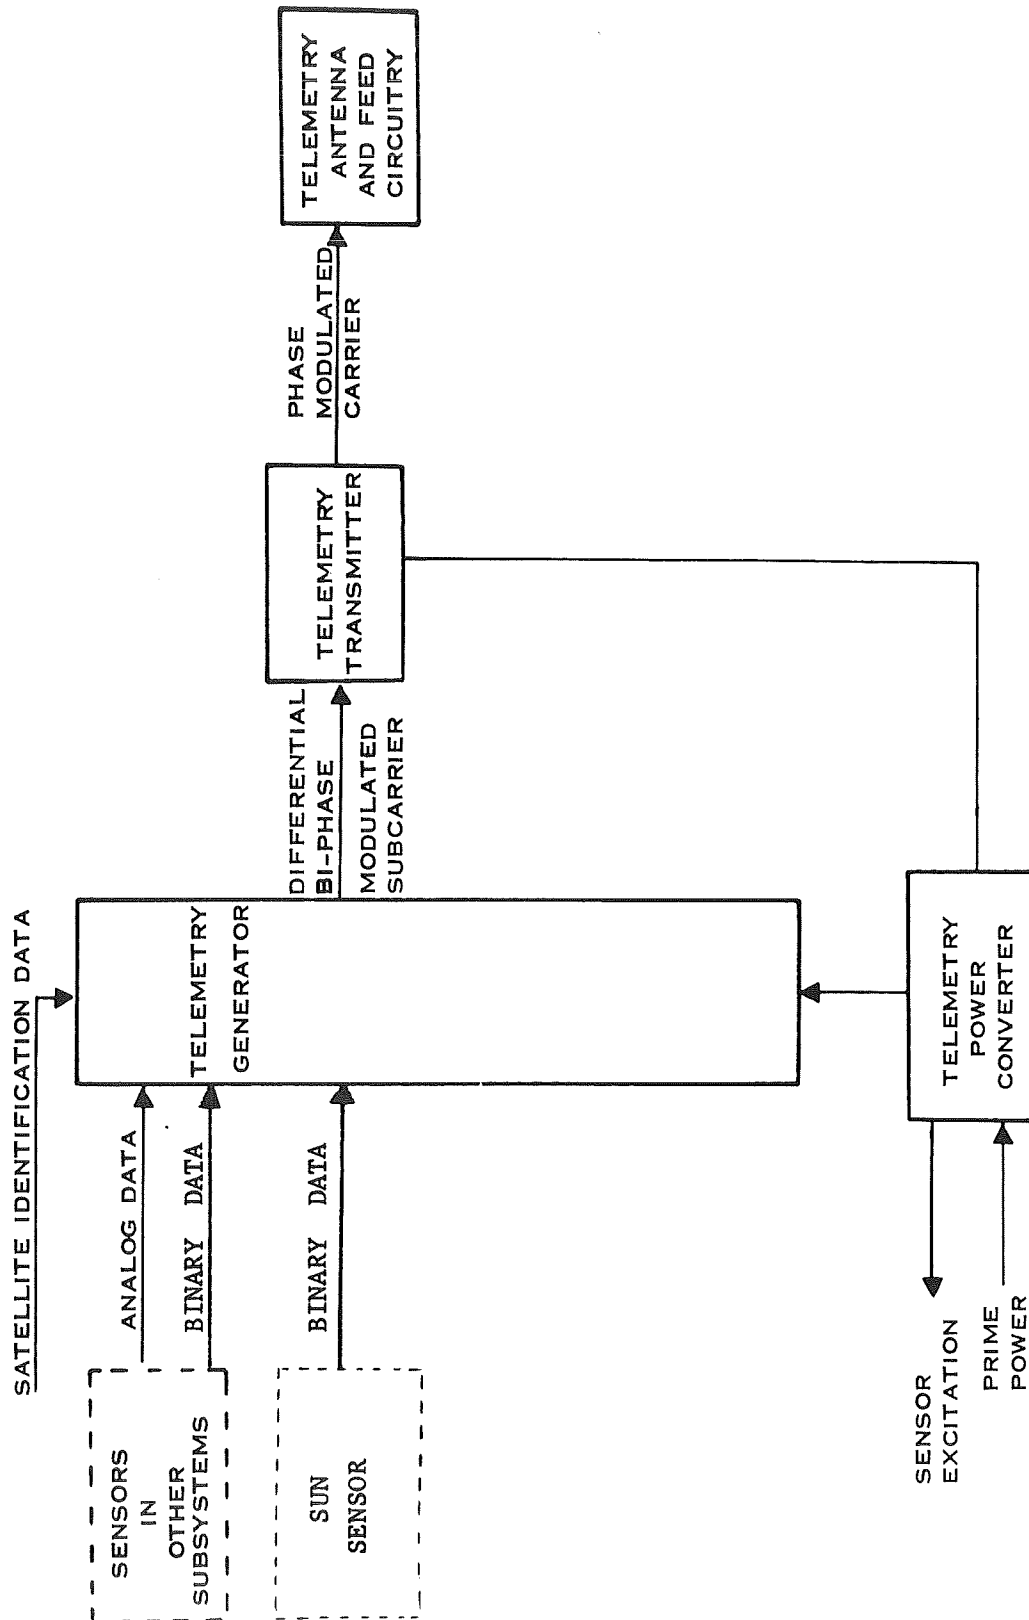 SATELLITE IDENTIFICATION DATA
SENSORS
IN
OTHER
SUBSYSTEMS
ANALOG DATA
BINARY DATA
SUN
SENSOR
BINARY DATA
TELEMETRY
GENERATOR
DIFFERENTIAL
BI-PHASE
MODULATED
SUBCARRIER
TELEMETRY
TRANSMITTER
PHASE
MODULATED
CARRIER
TELEMETRY
ANTENNA
AND FEED
CIRCUITRY
SENSOR
EXCITATION
PRIME
POWER
TELEMETRY
POWER
CONVERTER